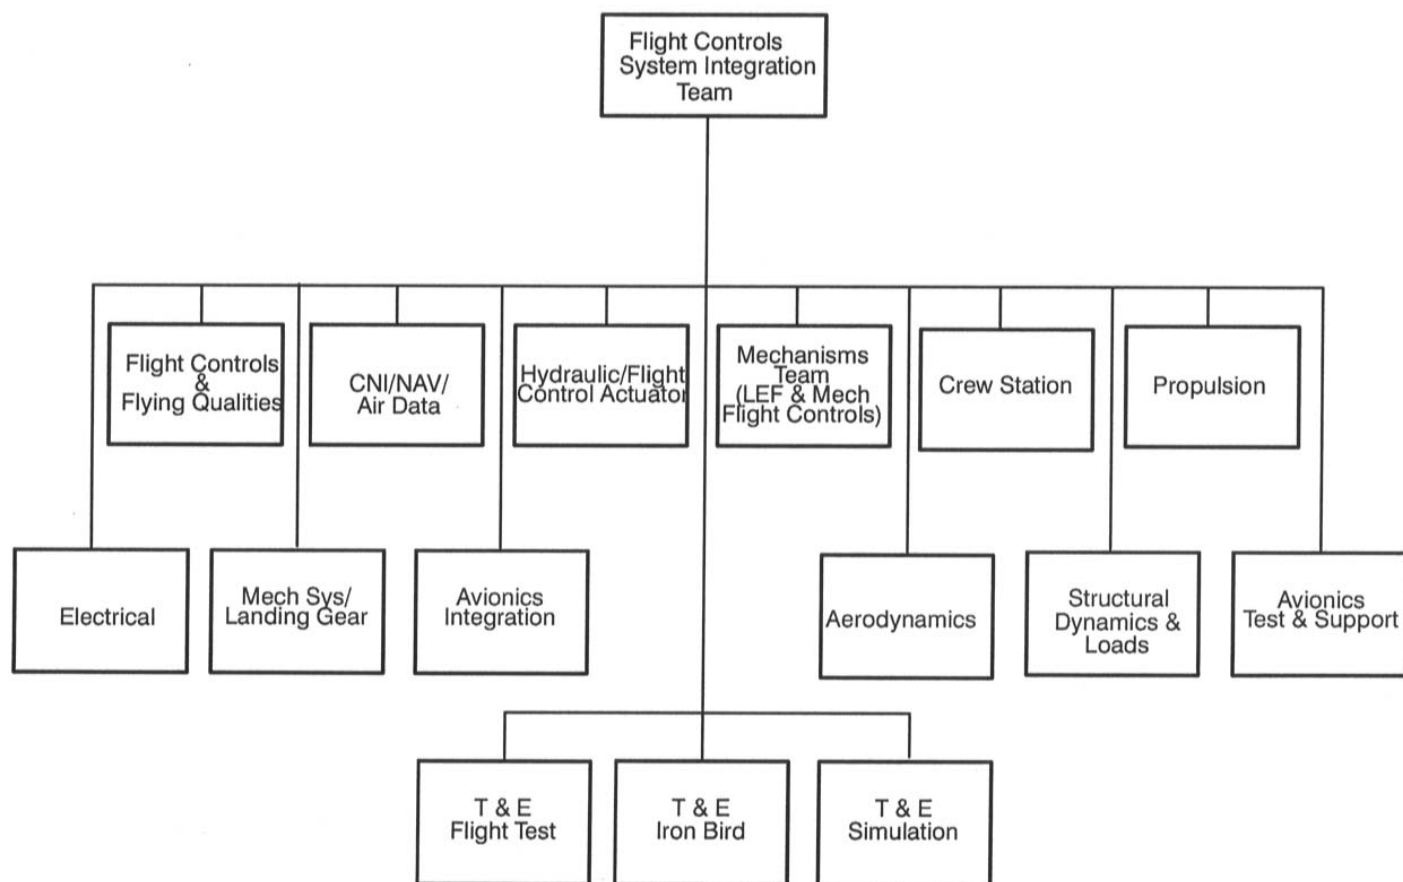 Flight Controls
System Integration
Team
Flight Controls
&
Flying Qualities
CNI/NAV/
Air Data
Hydraulic/Flight
Control Actuator
Mechanisms
Team
(LEF & Mech
Flight Controls)
Crew Station
Propulsion
Electrical
Mech Sys/
Landing Gear
Avionics
Integration
Aerodynamics
Structural
Dynamics &
Loads
Avionics
Test & Support
T & E
Flight Test
T & E
Iron Bird
T & E
Simulation